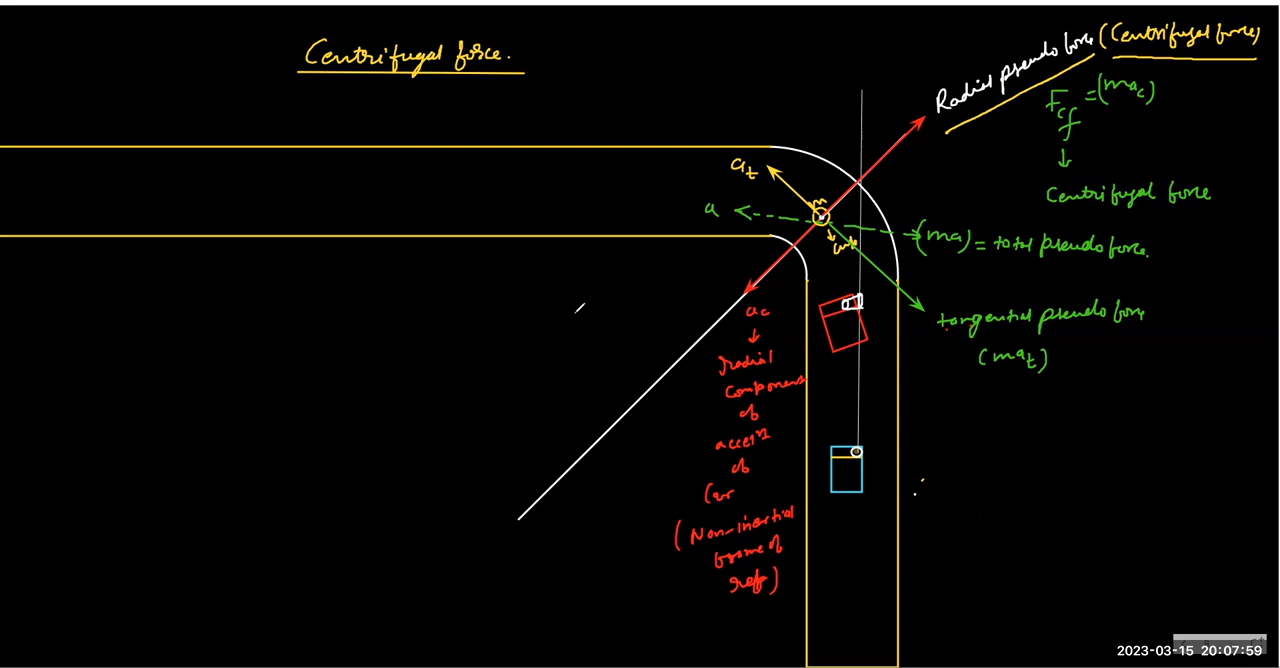 Centrifugal force.
Radial pseudo force (Centrifugal force)
F_cf = (ma_c)
↓
Centrifugal force
a_t
m
a
(ma) = total pseudo force.
tangential pseudo force
(ma_t)
a_c
↓
Radial
component
of
accel^n
of
Car
(Non-inertial
frame of
ref)
2023-03-15 20:07:59